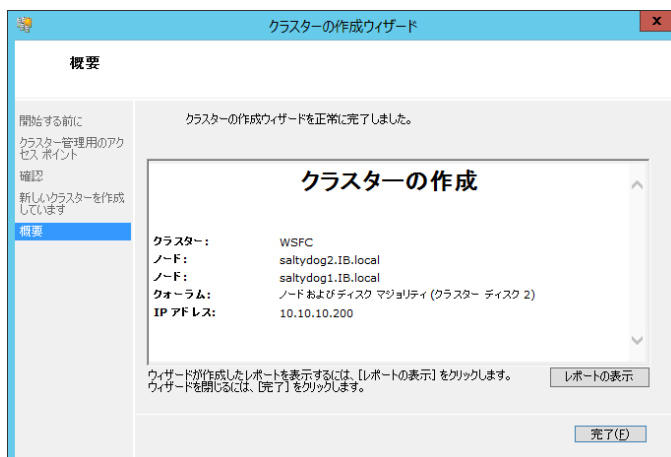 クラスターの作成ウィザード
x
概要
開始する前に
クラスター管理用のアク
セス ポイント
確認
新しいクラスターを作成
しています
概要
クラスターの作成ウィザードを正常に完了しました。
クラスターの作成
クラスター: WSFC
ノード: saltydog2.IB.local
ノード: saltydog1.IB.local
クォーラム: ノードおよびディスク マジョリティ (クラスター ディスク 2)
IP アドレス: 10.10.10.200
ウィザードが作成したレポートを表示するには、[レポートの表示] をクリックします。
ウィザードを閉じるには、[完了] をクリックします。
レポートの表示
完了(F)